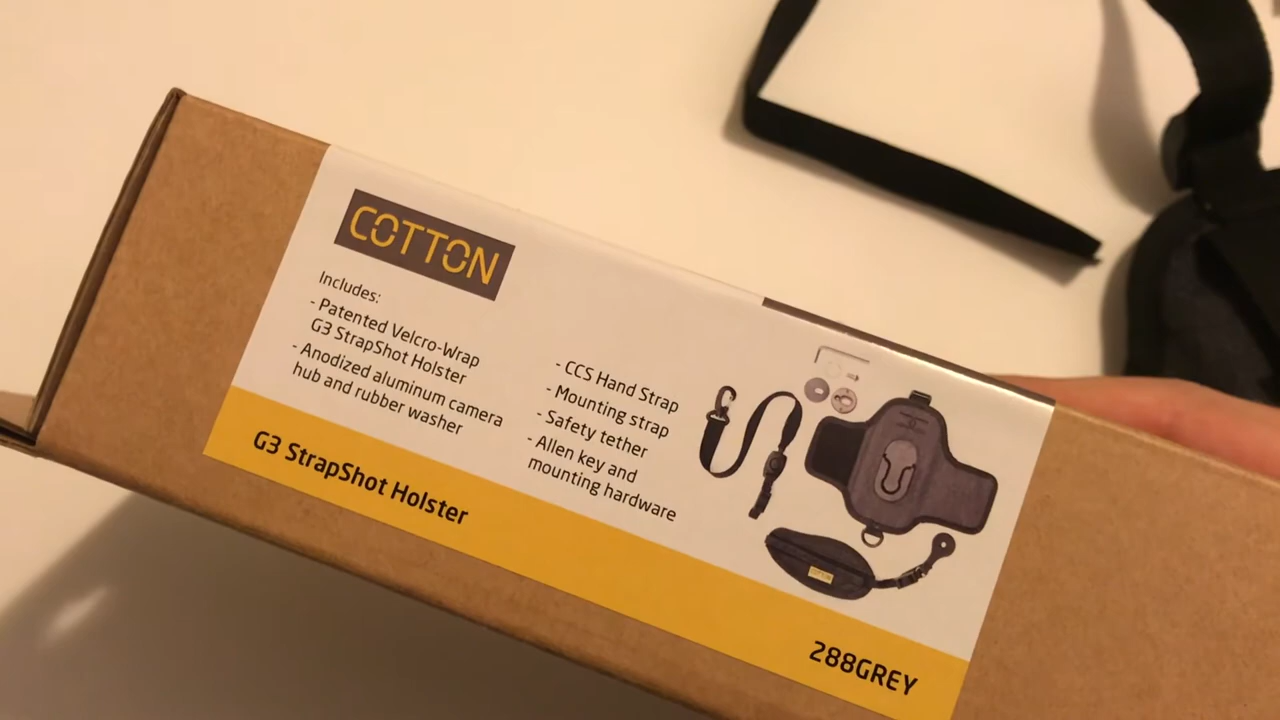 COTTON
Includes:
- Patented Velcro-Wrap
G3 StrapShot Holster
- Anodized aluminum camera
hub and rubber washer
- CCS Hand Strap
- Mounting strap
- Safety tether
- Allen key and
mounting hardware
G3 StrapShot Holster
288GREY